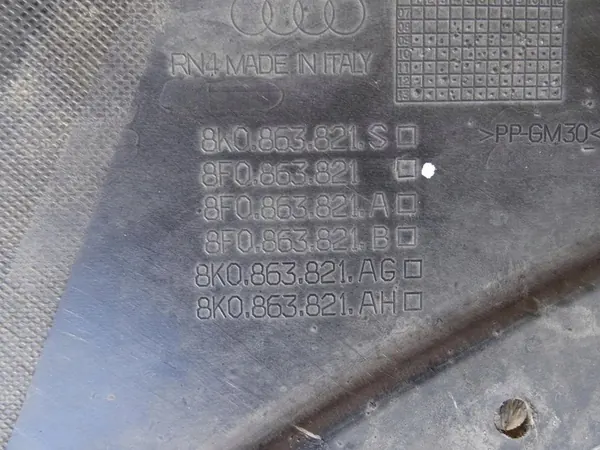 RN4 MADE IN ITALY
>PP-GM30<
8K0.863.821.S
8F0.863.821
8F0.863.821.A
8F0.863.821.B
8K0.863.821.AG
8K0.863.821.AH